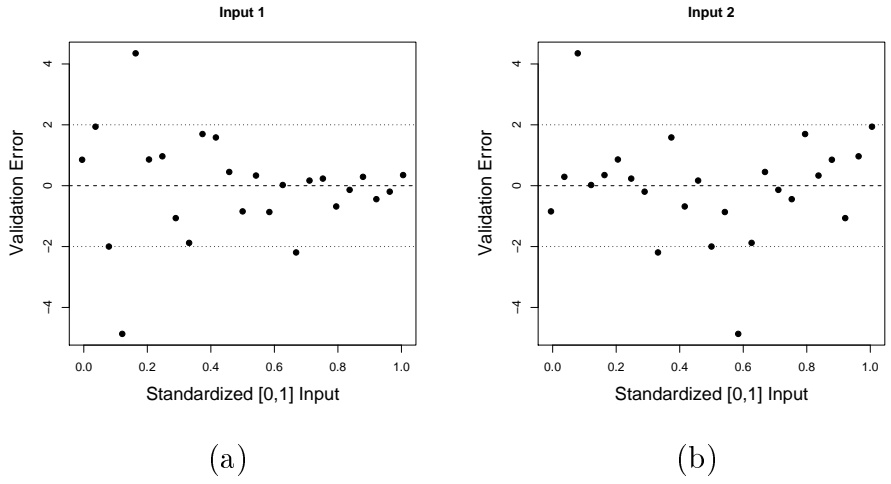 Input 1
Validation Error
4
2
0
−2
−4
0.0 0.2 0.4 0.6 0.8 1.0
Standardized [0,1] Input
(a)
Input 2
Validation Error
4
2
0
−2
−4
0.0 0.2 0.4 0.6 0.8 1.0
Standardized [0,1] Input
(b)